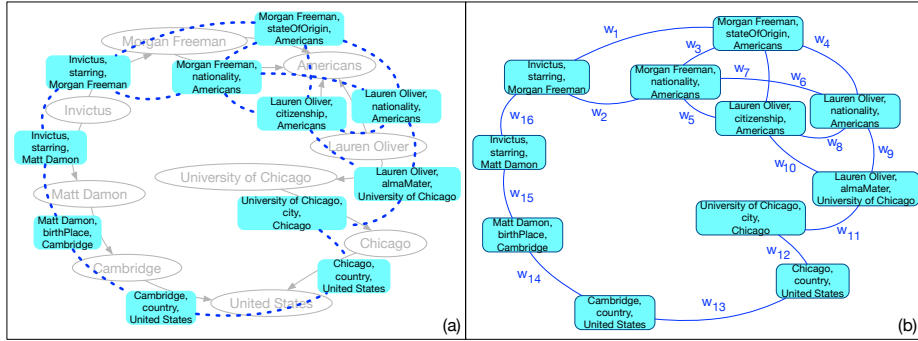 Morgan Freeman,
stateOfOrigin,
Americans
Morgan Freeman
Invictus,
starring,
Morgan Freeman
Morgan Freeman,
nationality,
Americans
Americans
Invictus
Lauren Oliver,
citizenship,
Americans
Lauren Oliver,
nationality,
Americans
Invictus,
starring,
Matt Damon
Lauren Oliver
University of Chicago
Lauren Oliver,
almaMater,
University of Chicago
Matt Damon
University of Chicago,
city,
Chicago
Matt Damon,
birthPlace,
Cambridge
Chicago
Cambridge
Chicago,
country,
United States
Cambridge,
country,
United States
United States
(a)
Morgan Freeman,
stateOfOrigin,
Americans
w1
w4
w3
w7
w6
Invictus,
starring,
Morgan Freeman
Morgan Freeman,
nationality,
Americans
w2
w5
Lauren Oliver,
citizenship,
Americans
Lauren Oliver,
nationality,
Americans
w16
w8
w9
Invictus,
starring,
Matt Damon
w10
w15
Lauren Oliver,
almaMater,
University of Chicago
University of Chicago,
city,
Chicago
Matt Damon,
birthPlace,
Cambridge
w11
w12
w14
Chicago,
country,
United States
Cambridge,
country,
United States
w13
(b)